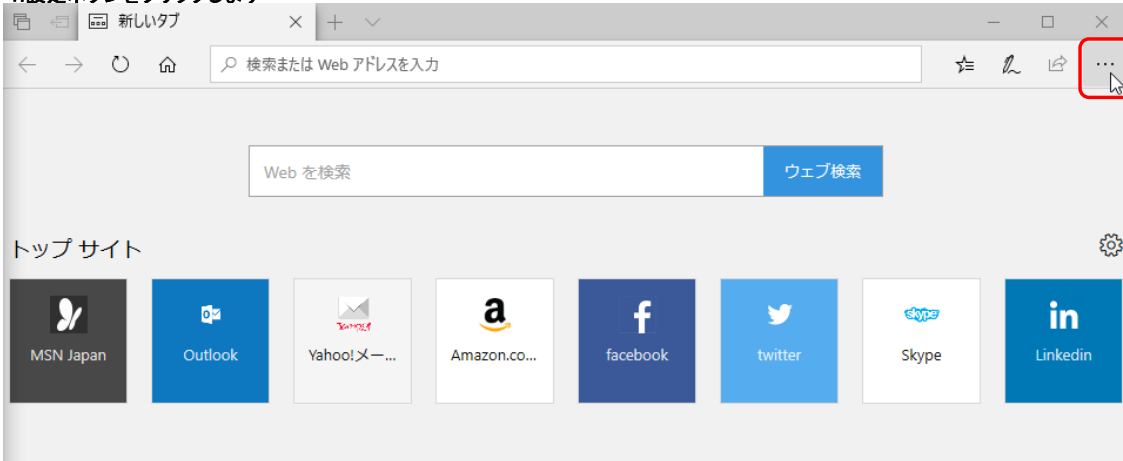 新しいタブ
検索または Web アドレスを入力
Web を検索
ウェブ検索
トップ サイト
MSN Japan
Outlook
Yahoo!メー...
Amazon.co...
facebook
twitter
Skype
Linkedin